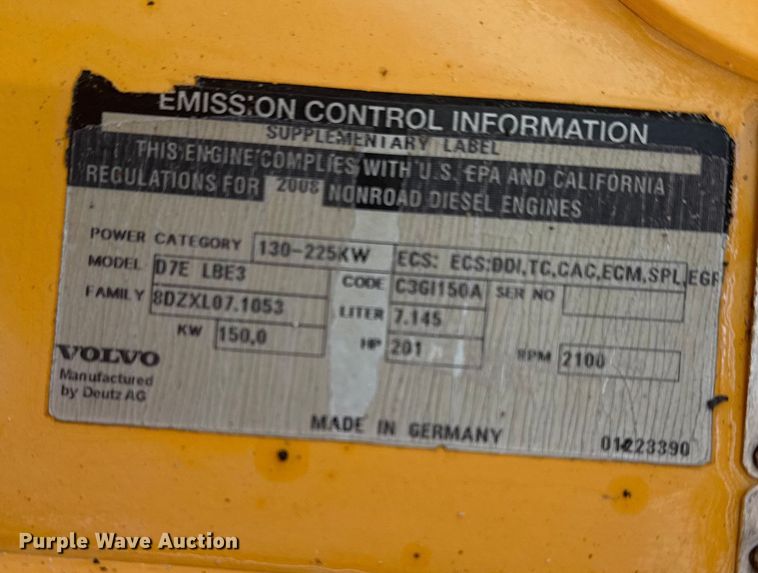 EMISSION CONTROL INFORMATION
SUPPLEMENTARY LABEL
THIS ENGINE COMPLIES WITH U.S. EPA AND CALIFORNIA
REGULATIONS FOR 2008 NONROAD DIESEL ENGINES
POWER CATEGORY 130-225KW ECS: ECS:DDI,TC,CAC,ECM,SPL,EGR
MODEL D7E LBE3 CODE C3GI150A SER NO
FAMILY 8DZXL07.1053 LITER 7.145
KW 150,0 HP 201 RPM 2100
VOLVO
Manufactured
by Deutz AG
MADE IN GERMANY
01223390
Purple Wave Auction